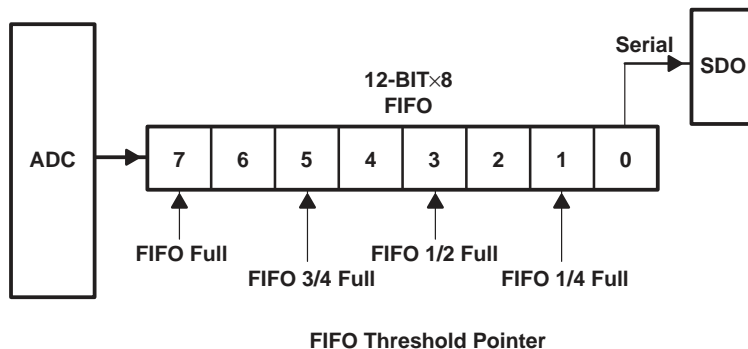 Serial
SDO
12-BIT×8
FIFO
ADC
7 6 5 4 3 2 1 0
FIFO Full
FIFO 1/2 Full
FIFO 3/4 Full
FIFO 1/4 Full
FIFO Threshold Pointer